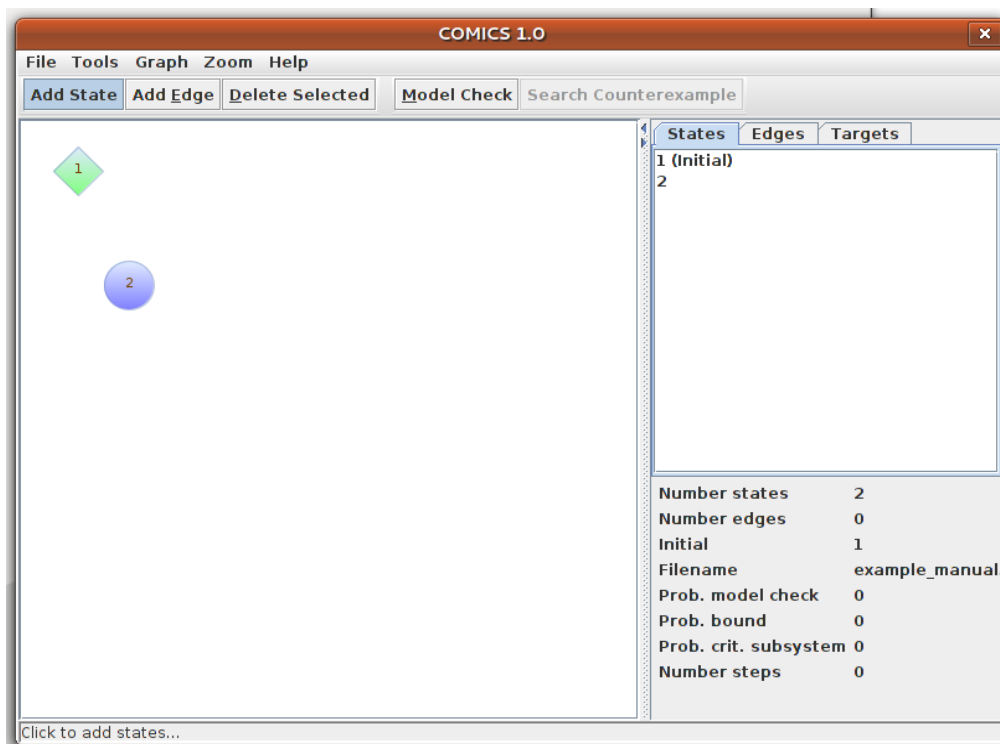 COMICS 1.0
File Tools Graph Zoom Help
Add State Add Edge Delete Selected Model Check Search Counterexample
States Edges Targets
1 (Initial)
2
1
2
Number states 2
Number edges 0
Initial 1
Filename example_manual.
Prob. model check 0
Prob. bound 0
Prob. crit. subsystem 0
Number steps 0
Click to add states...